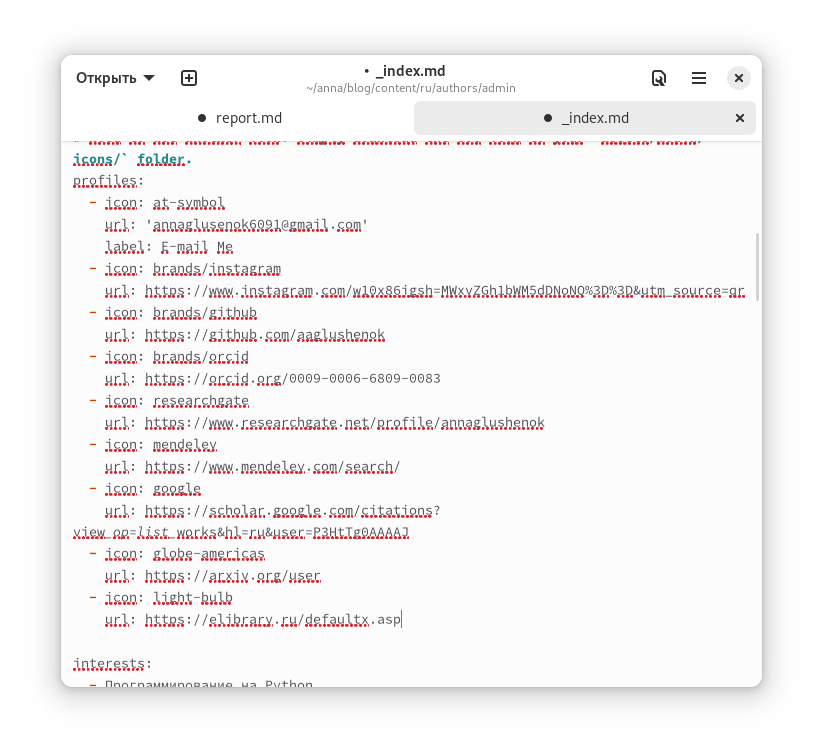 Открыть
• _index.md
~/anna/blog/content/ru/authors/admin
report.md
_index.md
icons/` folder.
profiles:
- icon: at-symbol
url: 'annaglusenok6091@gmail.com'
label: E-mail Me
- icon: brands/instagram
url: https://www.instagram.com/w10x86igsh=MWxvZGh1bWM5dDNoNQ%3D%3D&utm_source=qr
- icon: brands/github
url: https://github.com/aaglushenok
- icon: brands/orcid
url: https://orcid.org/0009-0006-6809-0083
- icon: researchgate
url: https://www.researchgate.net/profile/annaglushenok
- icon: mendeley
url: https://www.mendeley.com/search/
- icon: google
url: https://scholar.google.com/citations?
view_op=list_works&hl=ru&user=P3HtTg0AAAAJ
- icon: globe-americas
url: https://arxiv.org/user
- icon: light-bulb
url: https://elibrary.ru/defaultx.asp
interests:
- Программирование на Python